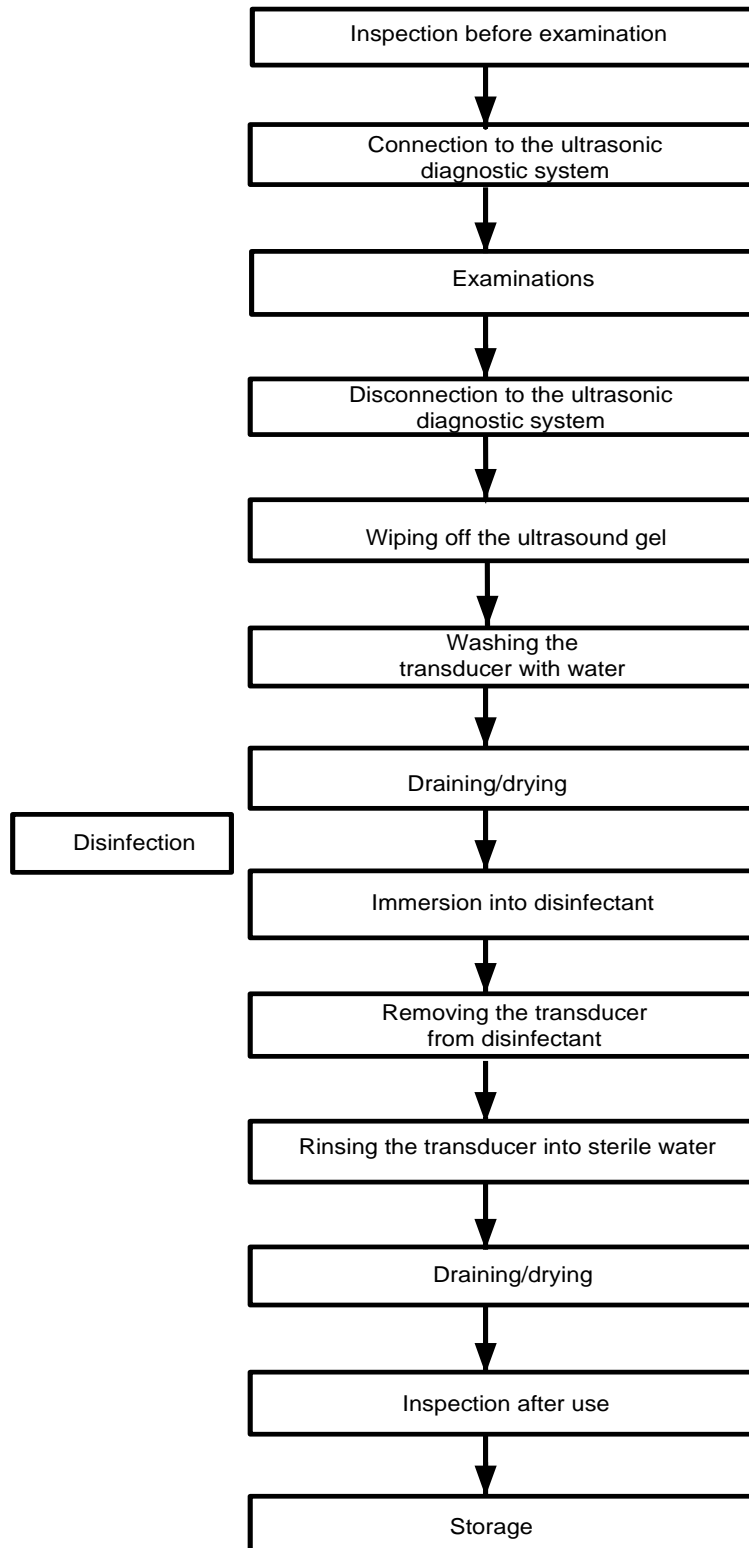 Inspection before examination
Connection to the ultrasonic
diagnostic system
Examinations
Disconnection to the ultrasonic
diagnostic system
Wiping off the ultrasound gel
Washing the
transducer with water
Draining/drying
Disinfection
Immersion into disinfectant
Removing the transducer
from disinfectant
Rinsing the transducer into sterile water
Draining/drying
Inspection after use
Storage